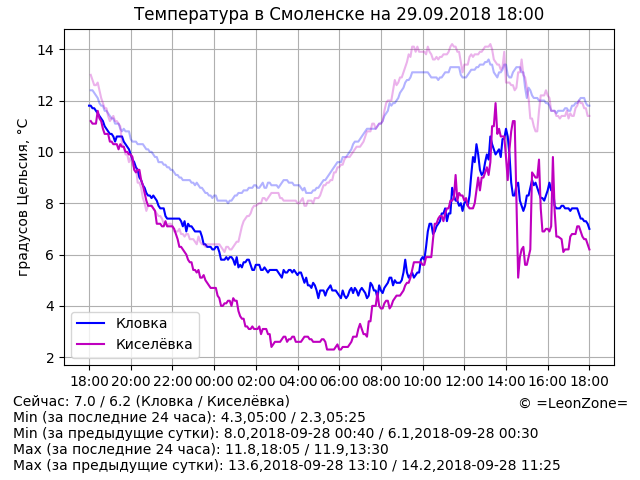 Температура в Смоленске на 29.09.2018 18:00
градусов Цельсия, °C
14
12
10
8
6
4
2
Кловка
Киселёвка
18:00 20:00 22:00 00:00 02:00 04:00 06:00 08:00 10:00 12:00 14:00 16:00 18:00
Сейчас: 7.0 / 6.2 (Кловка / Киселёвка)
© =LeonZone=
Min (за последние 24 часа): 4.3,05:00 / 2.3,05:25
Min (за предыдущие сутки): 8.0,2018-09-28 00:40 / 6.1,2018-09-28 00:30
Max (за последние 24 часа): 11.8,18:05 / 11.9,13:30
Max (за предыдущие сутки): 13.6,2018-09-28 13:10 / 14.2,2018-09-28 11:25